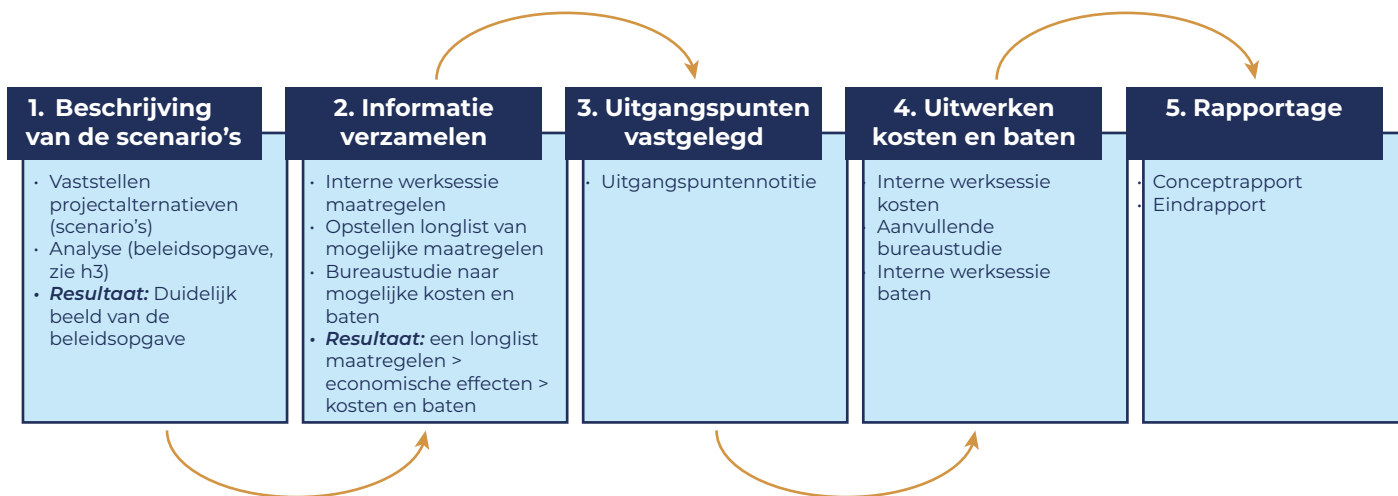 1. Beschrijving
van de scenario's
• Vaststellen
projectalternatieven
(scenario's)
• Analyse (beleidsopgave,
zie h3)
• Resultaat: Duidelijk
beeld van de
beleidsopgave
2. Informatie
verzamelen
• Interne werksessie
maatregelen
• Opstellen longlist van
mogelijke maatregelen
• Bureaustudie naar
mogelijke kosten en
baten
• Resultaat: een longlist
maatregelen >
economische effecten >
kosten en baten
3. Uitgangspunten
vastgelegd
• Uitgangspuntennotitie
4. Uitwerken
kosten en baten
• Interne werksessie
kosten
• Aanvullende
bureaustudie
• Interne werksessie
baten
5. Rapportage
• Conceptrapport
• Eindrapport